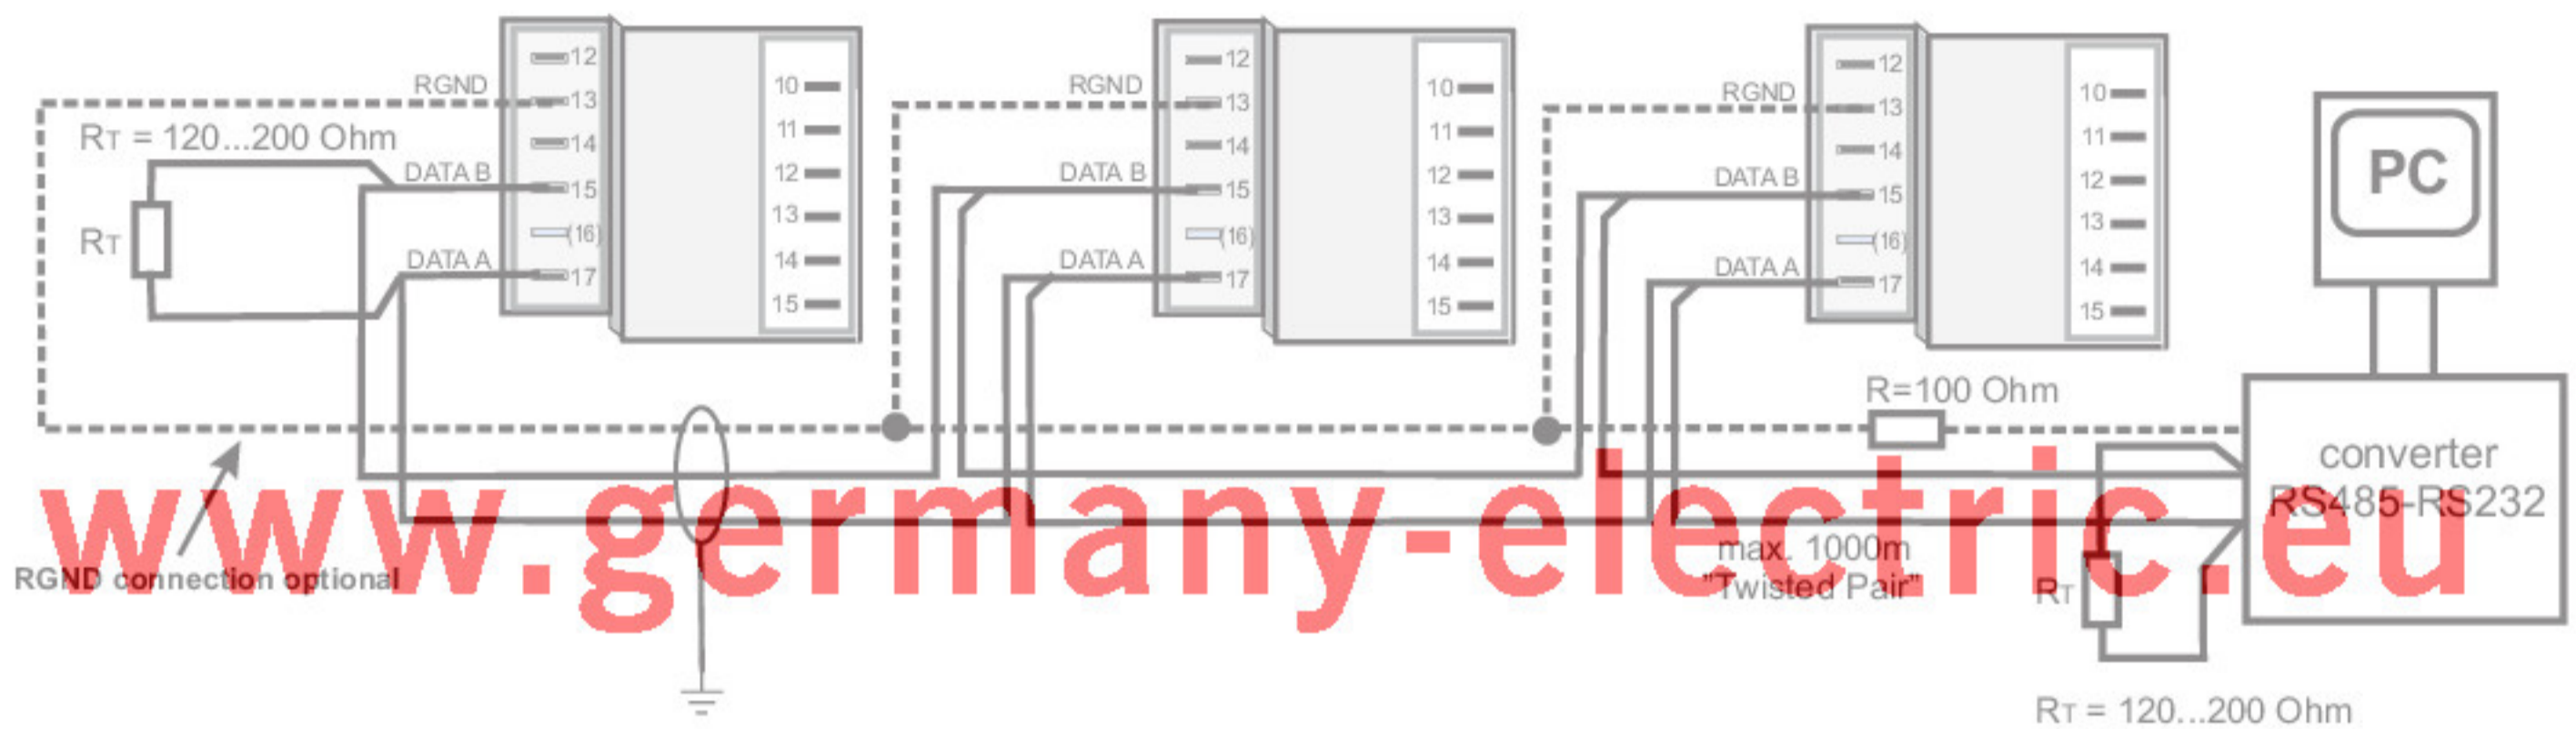 RGND
RT = 120...200 Ohm
DATA B
RT
DATA A
12
13
14
15
(16)
17
10
11
12
13
14
15
RGND
DATA B
DATA A
12
13
14
15
(16)
17
10
11
12
13
14
15
RGND
DATA B
DATA A
12
13
14
15
(16)
17
10
11
12
13
14
15
PC
R=100 Ohm
converter
RS485-RS232
www.germany-electric.eu
RGND connection optional
max. 1000m
"Twisted Pair"
RT
RT = 120...200 Ohm